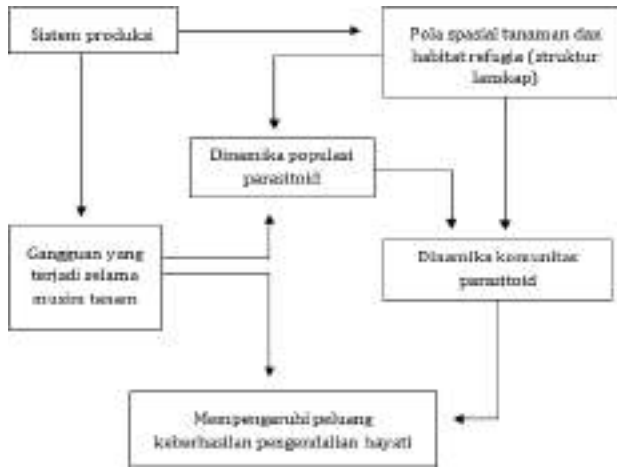 Sistem produksi
Pola spasial tanaman dan
habitat refugia (struktur
lanskap)
Dinamika populasi
parasitoid
Gangguan yang
terjadi selama
musim tanam
Dinamika komunitas
parasitoid
Mempengaruhi peluang
keberhasilan pengendalian hayati